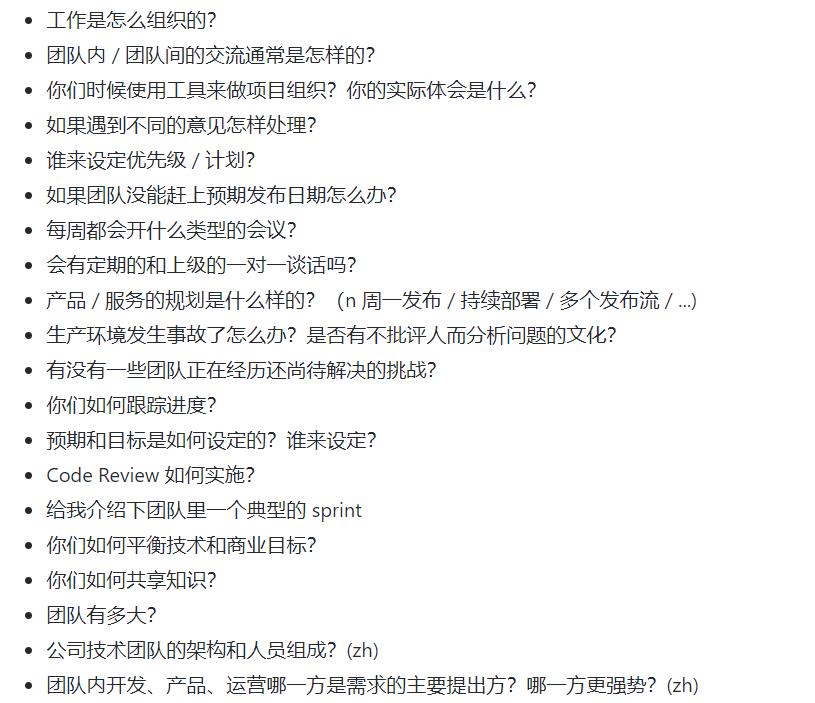 工作是怎么组织的？
团队内 / 团队间的交流通常是怎样的？
你们时候使用工具来做项目组织？你的实际体会是什么？
如果遇到不同的意见怎样处理？
谁来设定优先级 / 计划？
如果团队没能赶上预期发布日期怎么办？
每周都会开什么类型的会议？
会有定期的和上级的一对一谈话吗？
产品 / 服务的规划是什么样的？（n 周一发布 / 持续部署 / 多个发布流 / ...)
生产环境发生事故了怎么办？是否有不批评人而分析问题的文化？
有没有一些团队正在经历还尚待解决的挑战？
你们如何跟踪进度？
预期和目标是如何设定的？谁来设定？
Code Review 如何实施？
给我介绍下团队里一个典型的 sprint
你们如何平衡技术和商业目标？
你们如何共享知识？
团队有多大？
公司技术团队的架构和人员组成？(zh)
团队内开发、产品、运营哪一方是需求的主要提出方？哪一方更强势？(zh)